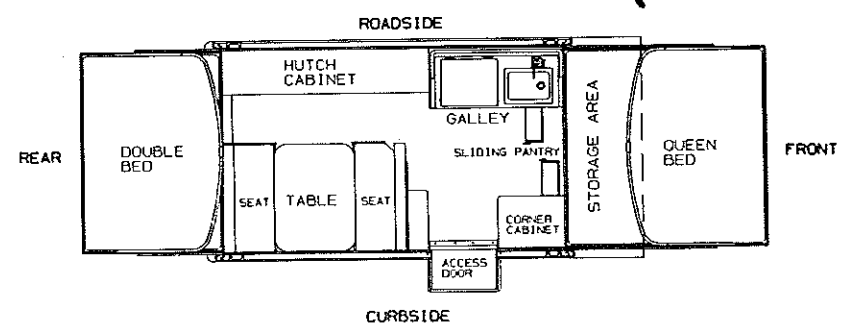 ROADSIDE
HUTCH
CABINET
GALLEY
SLIDING PANTRY
STORAGE AREA
REAR
DOUBLE
BED
QUEEN
BED
FRONT
SEAT
TABLE
SEAT
CORNER
CABINET
ACCESS
DOOR
CURBSIDE